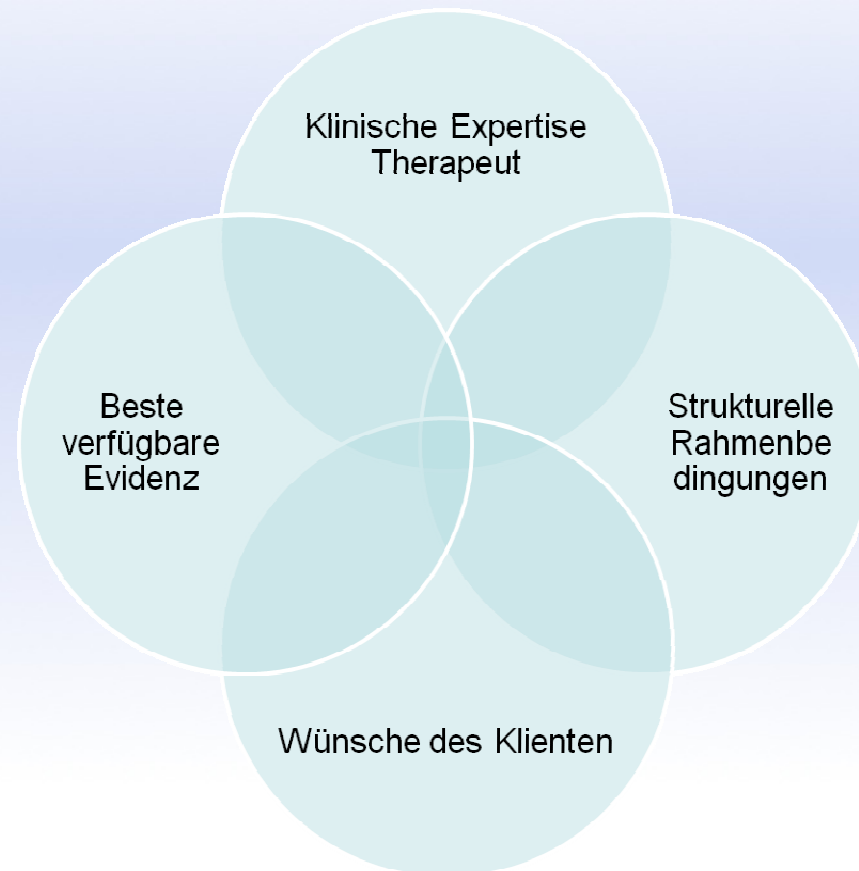 Klinische Expertise
Therapeut
Beste
verfügbare
Evidenz
Strukturelle
Rahmenbe
dingungen
Wünsche des Klienten